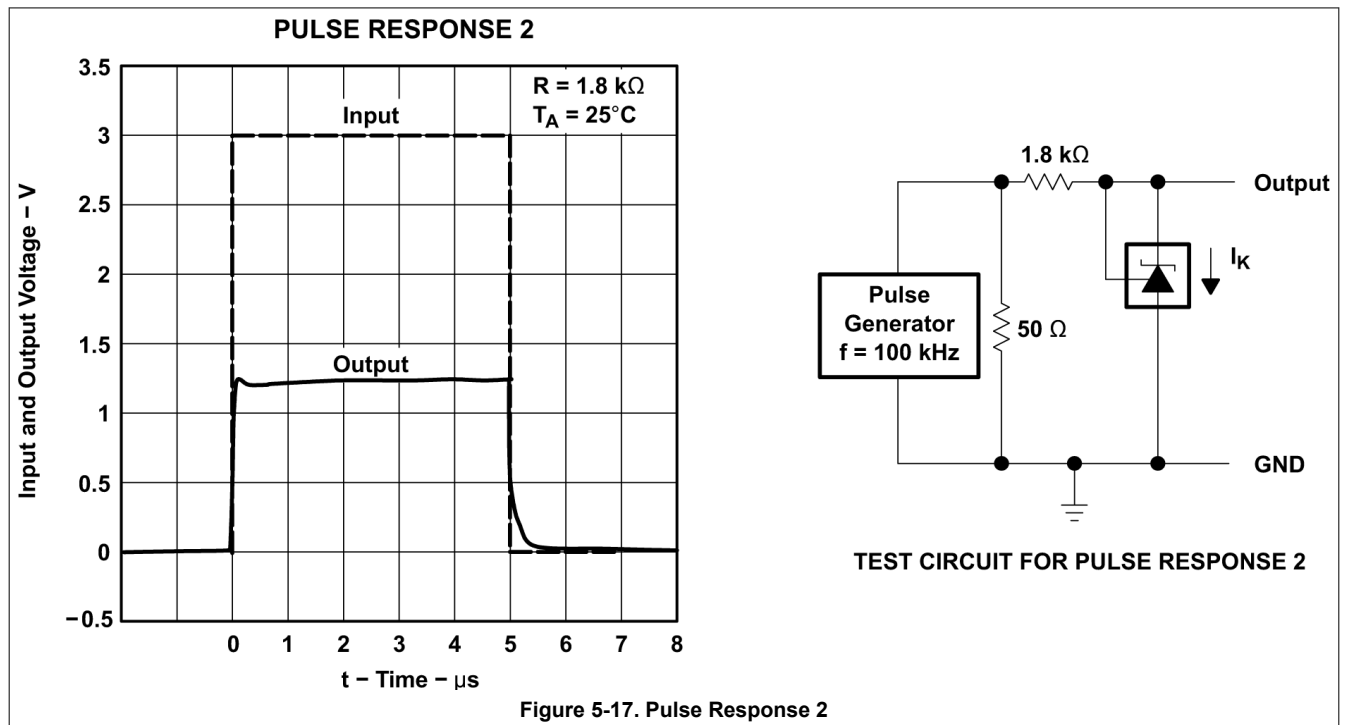 PULSE RESPONSE 2
3.5
3
2.5
2
1.5
1
0.5
0
−0.5
Input and Output Voltage − V
R = 1.8 kΩ
TA = 25°C
Input
Output
0 1 2 3 4 5 6 7 8
t − Time − μs
1.8 kΩ
Output
IK
Pulse
Generator
f = 100 kHz
50 Ω
GND
TEST CIRCUIT FOR PULSE RESPONSE 2
Figure 5-17. Pulse Response 2